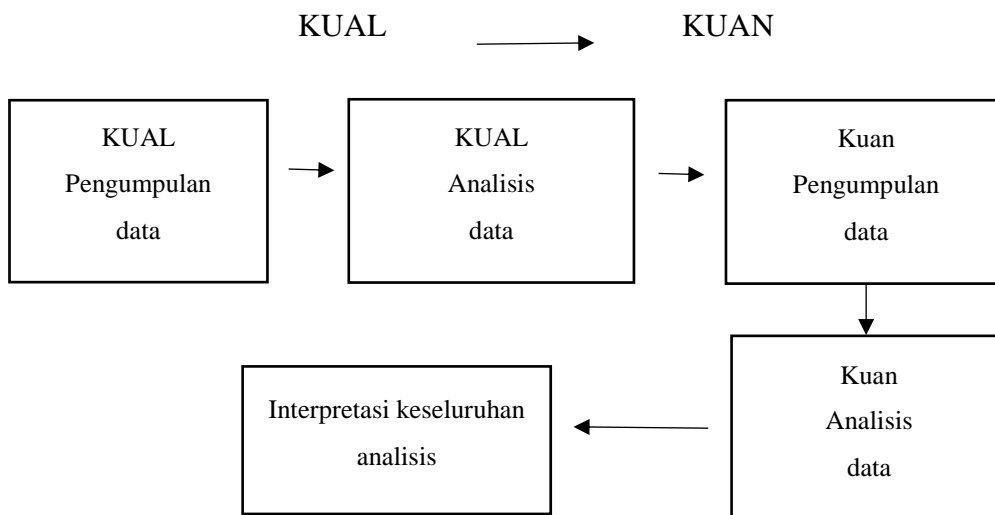 KUAL KUAN
KUAL
Pengumpulan
data
KUAL
Analisis
data
Kuan
Pengumpulan
data
Kuan
Analisis
data
Interpretasi keseluruhan
analisis